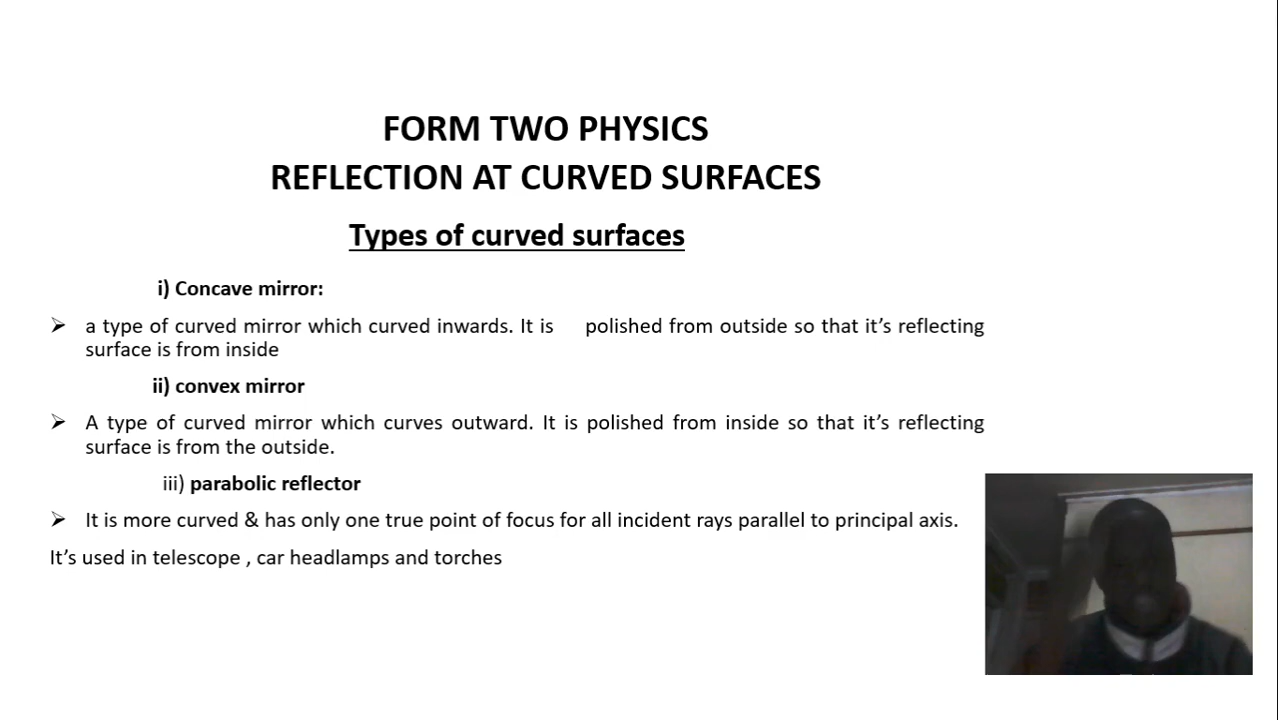 FORM TWO PHYSICS
REFLECTION AT CURVED SURFACES
Types of curved surfaces
i) Concave mirror:
➢ a type of curved mirror which curved inwards. It is polished from outside so that it’s reflecting
surface is from inside
ii) convex mirror
➢ A type of curved mirror which curves outward. It is polished from inside so that it’s reflecting
surface is from the outside.
iii) parabolic reflector
➢ It is more curved & has only one true point of focus for all incident rays parallel to principal axis.
It’s used in telescope , car headlamps and torches